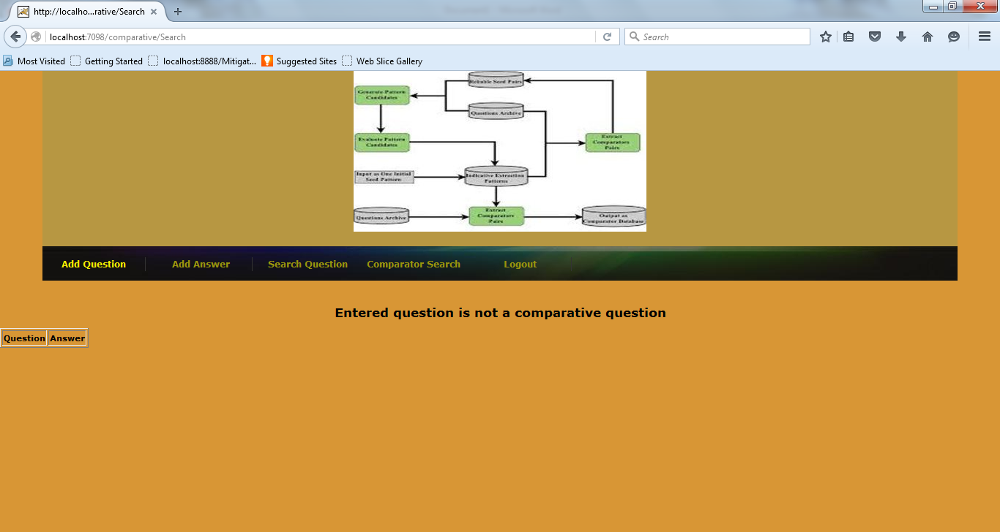 http://localho...rative/Search
localhost:7098/comparative/Search
Search
Most Visited
Getting Started
localhost:8888/Mitigat...
Suggested Sites
Web Slice Gallery
Reliable Seed Pairs
Generate Pattern
Candidates
Questions Archive
Evaluate Pattern
Candidates
Extract
Comparators
Pairs
Input as One Initial
Seed Pattern
Indicative Extraction
Patterns
Questions Archive
Extract
Comparators
Pairs
Output as
Comparator Database
Add Question
Add Answer
Search Question
Comparator Search
Logout
Entered question is not a comparative question
Question Answer